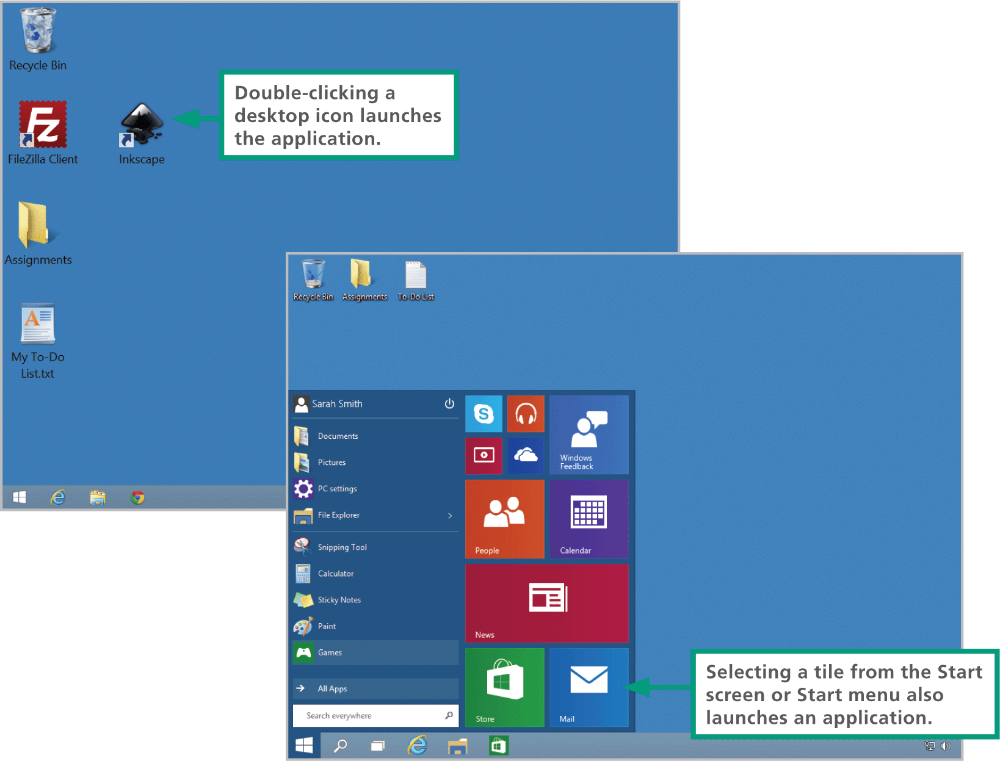 Recycle Bin
Double-clicking a
desktop icon launches
the application.
FileZilla Client
Inkscape
Assignments
My To-Do
List.txt
Recycle Bin
Assignments
To-Do List
Sarah Smith
Documents
Pictures
PC settings
File Explorer
Snipping Tool
Calculator
Sticky Notes
Paint
Games
All Apps
Search everywhere
Windows
Feedback
People
Calendar
News
Store
Mail
Selecting a tile from the Start
screen or Start menu also
launches an application.